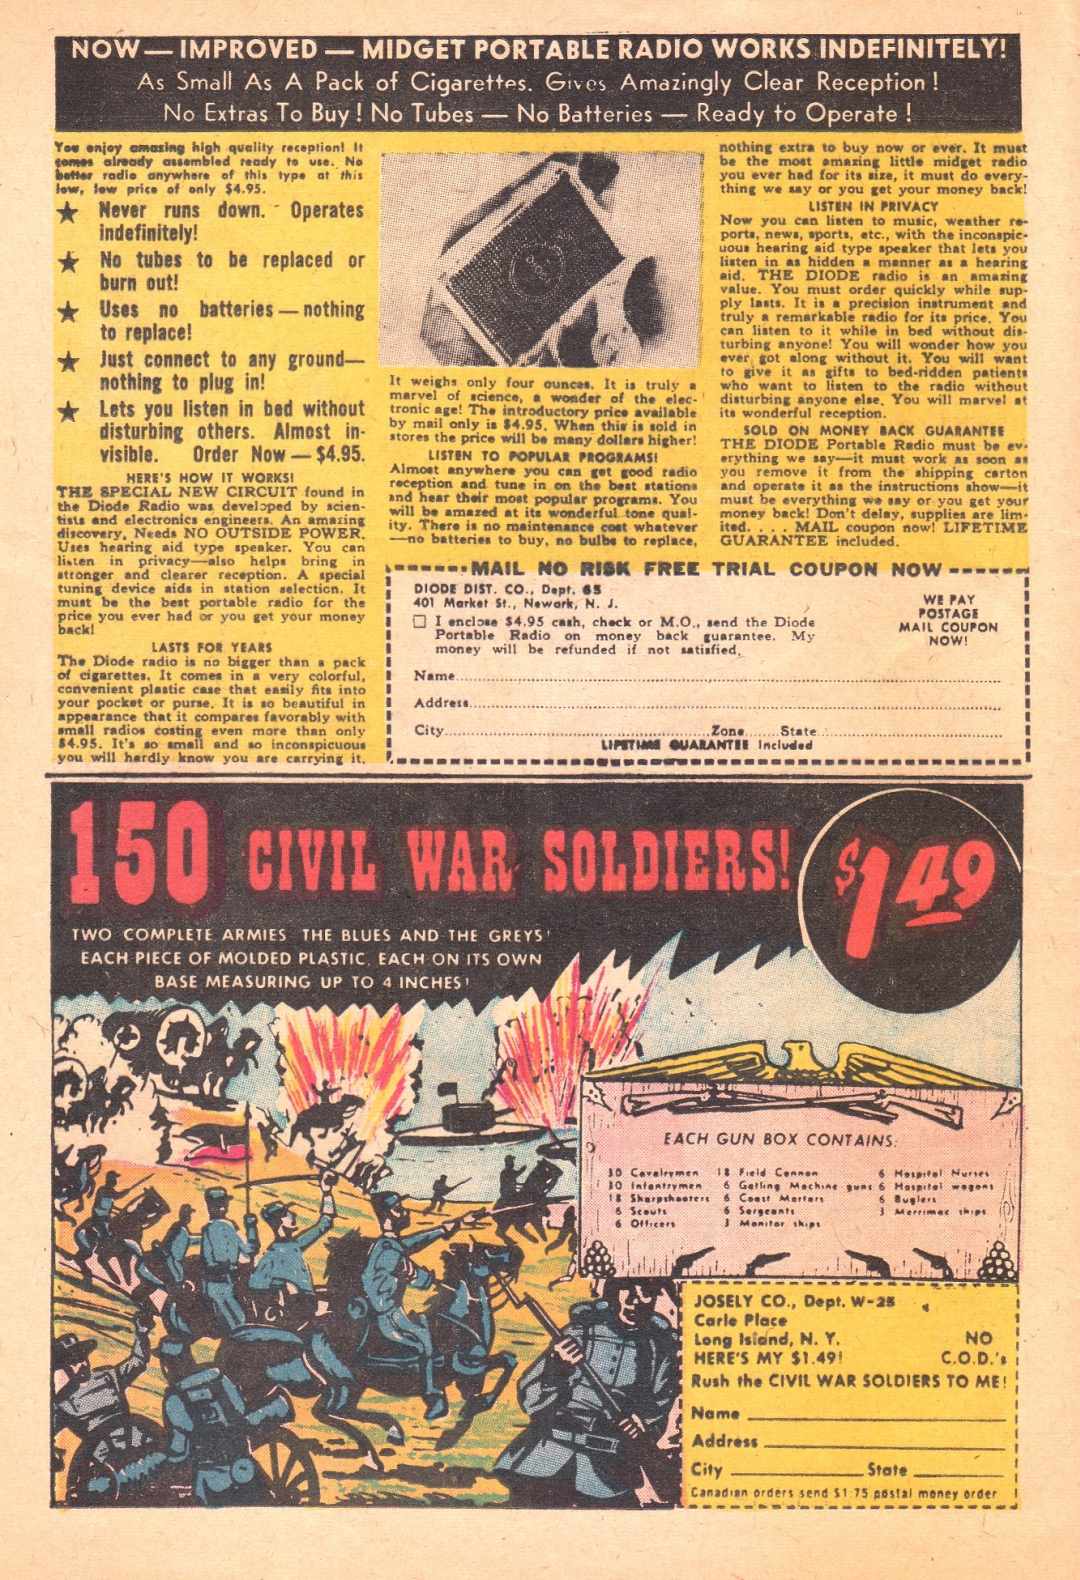 NOW — IMPROVED — MIDGET PORTABLE RADIO WORKS INDEFINITELY!
As Small As A Pack of Cigarettes. Gives Amazingly Clear Reception!
No Extras To Buy! No Tubes — No Batteries — Ready to Operate!
You enjoy amazing high quality reception! It
comes already assembled ready to use. No
better radio anywhere of this type at this
low, low price of only $4.95.
★ Never runs down. Operates
indefinitely!
★ No tubes to be replaced or
burn out!
★ Uses no batteries — nothing
to replace!
★ Just connect to any ground—
nothing to plug in!
★ Lets you listen in bed without
disturbing others. Almost in-
visible. Order Now — $4.95.
HERE'S HOW IT WORKS!
THE SPECIAL NEW CIRCUIT found in
the Diode Radio was developed by scien-
tists and electronics engineers. An amazing
discovery, Needs NO OUTSIDE POWER.
Uses hearing aid type speaker. You can
listen in privacy—also helps bring in
stronger and clearer reception. A special
tuning device aids in station selection. It
must be the best portable radio for the
price you ever had or you get your money
back!
LASTS FOR YEARS
The Diode radio is no bigger than a pack
of cigarettes. It comes in a very colorful,
convenient plastic case that easily fits into
your pocket or purse. It is so beautiful in
appearance that it compares favorably with
small radios costing even more than only
$4.95. It's so small and so inconspicuous
you will hardly know you are carrying it.
It weighs only four ounces. It is truly a
marvel of science, a wonder of the elec-
tronic age! The introductory price available
by mail only is $4.95. When this is sold in
stores the price will be many dollars higher!
LISTEN TO POPULAR PROGRAMS!
Almost anywhere you can get good radio
reception and tune in on the best stations
and hear their most popular programs. You
will be amazed at its wonderful tone qual-
ity. There is no maintenance cost whatever
—no batteries to buy, no bulbs to replace,
nothing extra to buy now or ever. It must
be the most amazing little midget radio
you ever had for its size, it must do every-
thing we say or you get your money back!
LISTEN IN PRIVACY
Now you can listen to music, weather re-
ports, news, sports, etc., with the inconspic-
uous hearing aid type speaker that lets you
listen in as hidden a manner as a hearing
aid. THE DIODE radio is an amazing
value. You must order quickly while sup-
ply lasts. It is a precision instrument and
truly a remarkable radio for its price. You
can listen to it while in bed without dis-
turbing anyone! You will wonder how you
ever got along without it. You will want
to give it as gifts to bed-ridden patients
who want to listen to the radio without
disturbing anyone else. You will marvel at
its wonderful reception.
SOLD ON MONEY BACK GUARANTEE
THE DIODE Portable Radio must be ev-
erything we say—it must work as soon as
you remove it from the shipping carton
and operate it as the instructions show—it
must be everything we say or you get your
money back! Don't delay, supplies are lim-
ited. . . . MAIL coupon now! LIFETIME
GUARANTEE included.
MAIL NO RISK FREE TRIAL COUPON NOW
DIODE DIST. CO., Dept. 65
401 Market St., Newark, N. J.
WE PAY
POSTAGE
MAIL COUPON
NOW!
☐ I enclose $4.95 cash, check or M.O., send the Diode
Portable Radio on money back guarantee. My
money will be refunded if not satisfied.
Name
Address
City Zone State
LIFETIME GUARANTEE Included
150 CIVIL WAR SOLDIERS!
$1.49
TWO COMPLETE ARMIES THE BLUES AND THE GREYS!
EACH PIECE OF MOLDED PLASTIC, EACH ON ITS OWN
BASE MEASURING UP TO 4 INCHES!
EACH GUN BOX CONTAINS:
30 Cavalrymen 18 Field Cannon 6 Hospital Nurses
30 Infantrymen 6 Gatling Machine guns 6 Hospital wagons
18 Sharpshooters 6 Coast Mortars 6 Buglers
6 Scouts 6 Sergeants 3 Merrimac ships
6 Officers 3 Monitor ships
JOSELY CO., Dept. W-25
Carle Place
Long Island, N. Y.
HERE'S MY $1.49!
NO
C.O.D.'s
Rush the CIVIL WAR SOLDIERS TO ME!
Name
Address
City State
Canadian orders send $1.75 postal money order